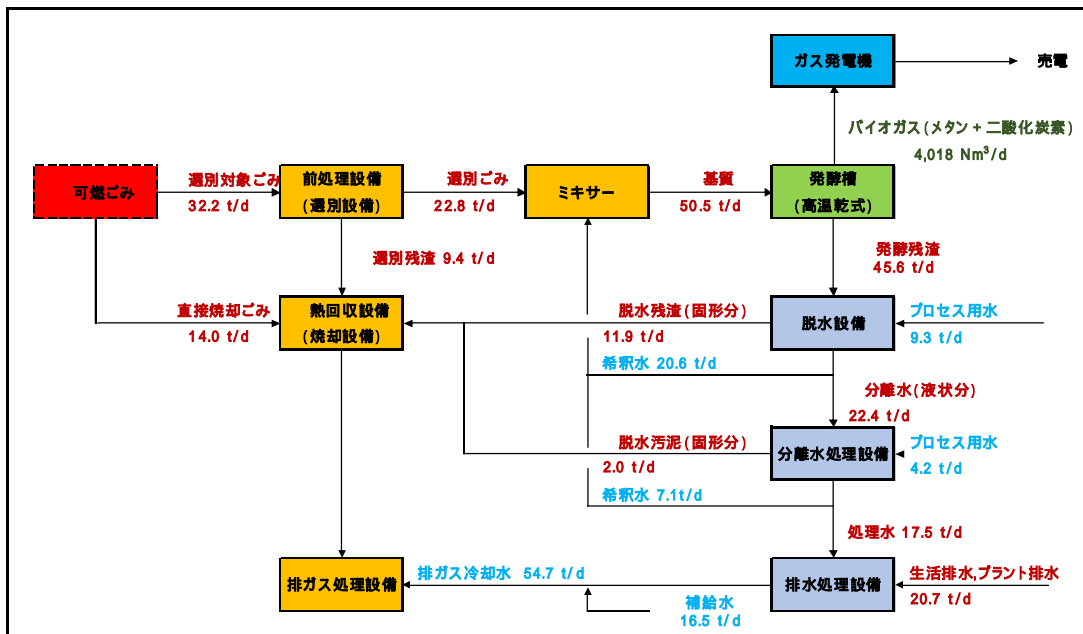 ガス発電機
売電
バイオガス(メタン + 二酸化炭素)
4,018 Nm³/d
可燃ごみ
選別対象ごみ
32.2 t/d
前処理設備
(選別設備)
選別ごみ
22.8 t/d
ミキサー
基質
50.5 t/d
発酵槽
(高温乾式)
選別残渣 9.4 t/d
発酵残渣
45.6 t/d
直接焼却ごみ
14.0 t/d
熱回収設備
(焼却設備)
脱水残渣(固形分)
11.9 t/d
脱水設備
プロセス用水
9.3 t/d
希釈水 20.6 t/d
分離水(液状分)
22.4 t/d
脱水汚泥(固形分)
2.0 t/d
分離水処理設備
プロセス用水
4.2 t/d
希釈水 7.1t/d
処理水 17.5 t/d
排ガス処理設備
排ガス冷却水 54.7 t/d
排水処理設備
生活排水,プラント排水
20.7 t/d
補給水
16.5 t/d